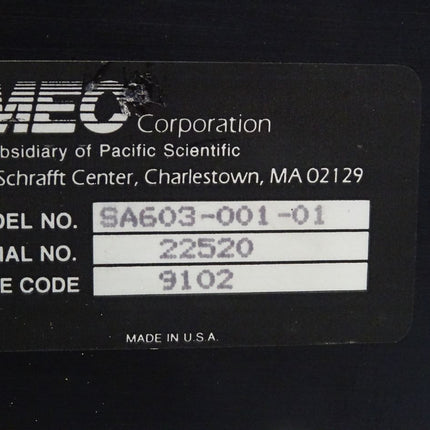 MEC Corporation
bsidiary of Pacific Scientific
Schrafft Center, Charlestown, MA 02129
DEL NO. SA603-001-01
IAL NO. 22520
E CODE 9102
MADE IN U.S.A.